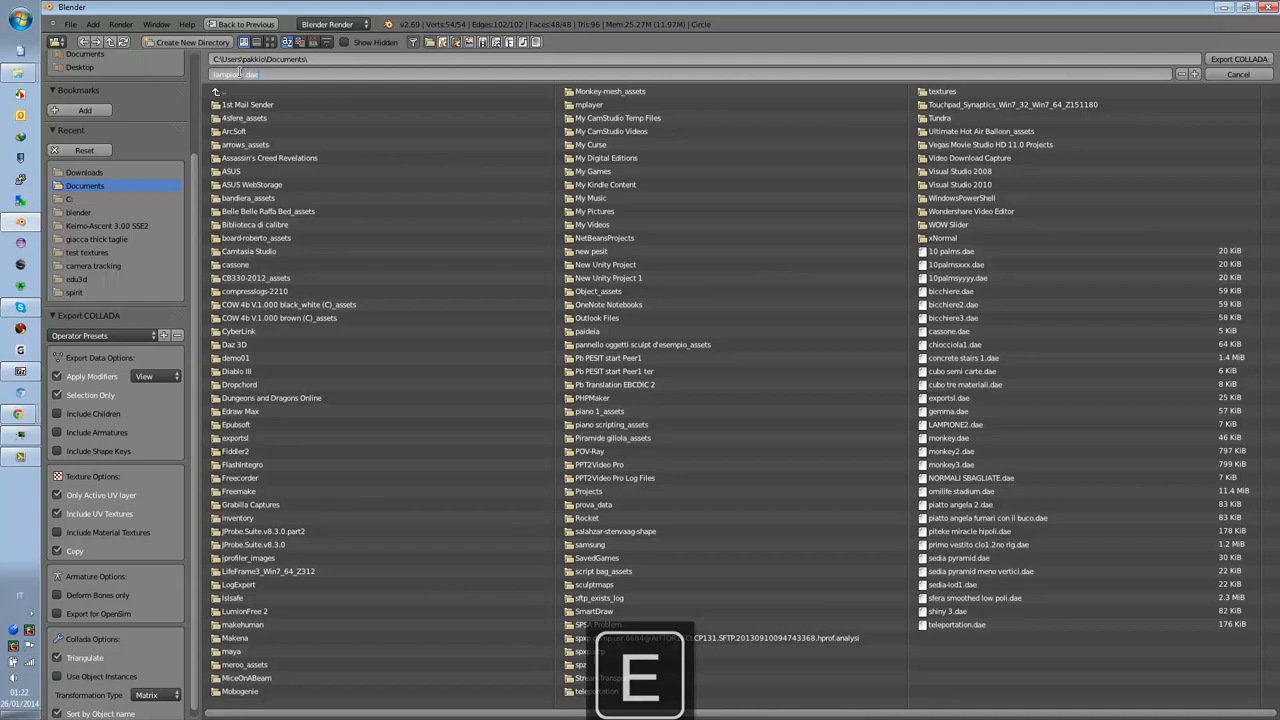 Blender
File Add Render Window Help Back to Previous Blender Render v2.69 | Verts:54/54 | Edges:102/102 | Faces:48/48 | Tris:96 | Mem:25.27M (11.97M) | Circle
Create New Directory Show Hidden
Documents
Desktop
Bookmarks
Add
Recent
Reset
Downloads
Documents
C:
blender
Keimo-Ascent 3.00 SSE2
giacca thick taglie
test textures
camera tracking
edu3d
spirit
Export COLLADA
Operator Presets
Export Data Options:
Apply Modifiers View
Selection Only
Include Children
Include Armatures
Include Shape Keys
Texture Options:
Only Active UV layer
Include UV Textures
Include Material Textures
Copy
Armature Options:
Deform Bones only
Export for OpenSim
Collada Options:
Triangulate
Use Object Instances
Transformation Type Matrix
Sort by Object name
IT
01:22
26/01/2014
C:\Users\pakkio\Documents\ Export COLLADA
Cancel
..
1st Mail Sender
4sfere_assets
ArcSoft
arrows_assets
Assassin's Creed Revelations
ASUS
ASUS WebStorage
bandiera_assets
Belle Belle Raffa Bed_assets
Biblioteca di calibre
board-roberto_assets
Camtasia Studio
cassone
CB330-2012_assets
compresslogs-2210
COW 4b V.1.000 black_white (C)_assets
COW 4b V.1.000 brown (C)_assets
CyberLink
Daz 3D
demo01
Diablo III
Dropchord
Dungeons and Dragons Online
Edraw Max
Epubsoft
exportsl
Fiddler2
FlashIntegro
Freecorder
Freemake
Grabilla Captures
Inventory
JProbe.Suite.v8.3.0.part2
JProbe.Suite.v8.3.0
jprofiler_images
LifeFrame3_Win7_64_Z312
LogExpert
lslsafe
LumionFree 2
makehuman
Makena
maya
meroo_assets
MiceOnABeam
Mobogenie
Monkey-mesh_assets
mplayer
My CamStudio Temp Files
My CamStudio Videos
My Curse
My Digital Editions
My Games
My Kindle Content
My Music
My Pictures
My Videos
NetBeansProjects
new pesit
New Unity Project
New Unity Project 1
Object_assets
OneNote Notebooks
Outlook Files
paideia
pannello oggetti sculpt d'esempio_assets
Pb PESIT start Peer1
Pb PESIT start Peer1 ter
Pb Translation EBCDIC 2
PHPMaker
piano 1_assets
piano scripting_assets
Piramide giliola_assets
POV-Ray
PPT2Video Pro
PPT2Video Pro Log Files
Projects
prova_data
Rocket
salahzar-stenvaag-shape
samsung
SavedGames
script bag_assets
sculptmaps
sftp_exists_log
SmartDraw
textures
Touchpad_Synaptics_Win7_32_Win7_64_Z151180
Tundra
Ultimate Hot Air Balloon_assets
Vegas Movie Studio HD 11.0 Projects
Video Download Capture
Visual Studio 2008
Visual Studio 2010
WindowsPowerShell
Wondershare Video Editor
WOW Slider
xNormal
10 palms.dae 20 KiB
10palmsxxx.dae 20 KiB
10palmsyyyy.dae 20 KiB
bicchiere.dae 59 KiB
bicchiere2.dae 59 KiB
bicchiere3.dae 58 KiB
cassone.dae 5 KiB
chiocciola1.dae 64 KiB
concrete stairs 1.dae 1.4 MiB
cubo semi carte.dae 6 KiB
cubo tre materiali.dae 8 KiB
exportsl.dae 25 KiB
gemma.dae 57 KiB
LAMPIONE2.dae 7 KiB
monkey.dae 46 KiB
monkey2.dae 797 KiB
monkey3.dae 799 KiB
NORMALI SBAGLIATE.dae 7 KiB
omilife stadium.dae 11.4 MiB
piatto angela 2.dae 83 KiB
piatto angela fumari con il buco.dae 83 KiB
piteke miracle hipoli.dae 178 KiB
primo vestito clo1.2no rig.dae 1.2 MiB
sedia pyramid.dae 30 KiB
sedia pyramid meno vertici.dae 22 KiB
sedia-lod1.dae 22 KiB
sfera smoothed low poli.dae 2.3 MiB
shiny 3.dae 82 KiB
teleportation.dae 176 KiB
E